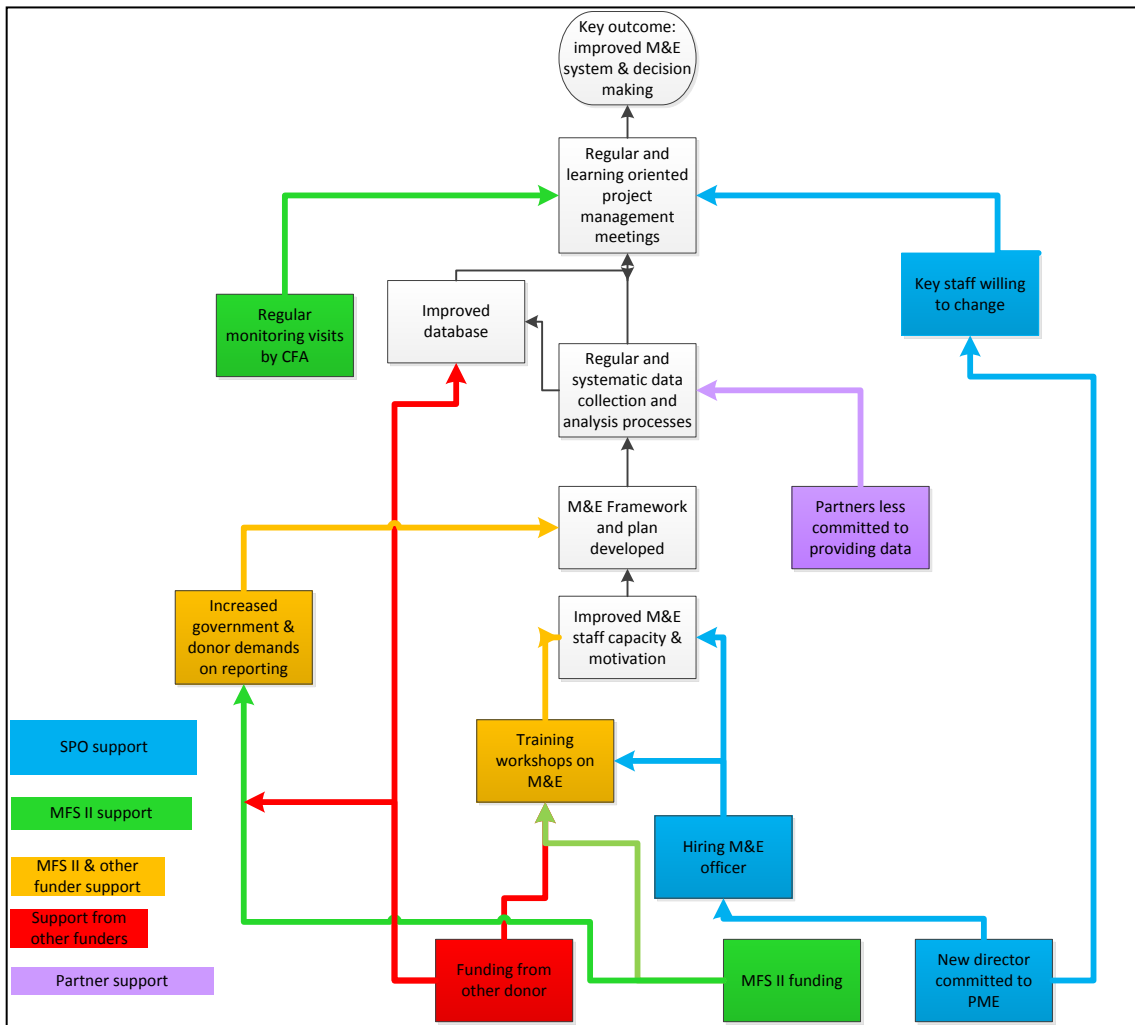 Key outcome:
improved M&E
system & decision
making
Regular and
learning oriented
project
management
meetings
Key staff willing
to change
Regular
monitoring visits
by CFA
Improved
database
Regular and
systematic data
collection and
analysis processes
M&E Framework
and plan
developed
Partners less
committed to
providing data
Increased
government &
donor demands
on reporting
Improved M&E
staff capacity &
motivation
Training
workshops on
M&E
SPO support
MFS II support
MFS II & other
funder support
Support from
other funders
Partner support
Hiring M&E
officer
Funding from
other donor
MFS II funding
New director
committed to
PME